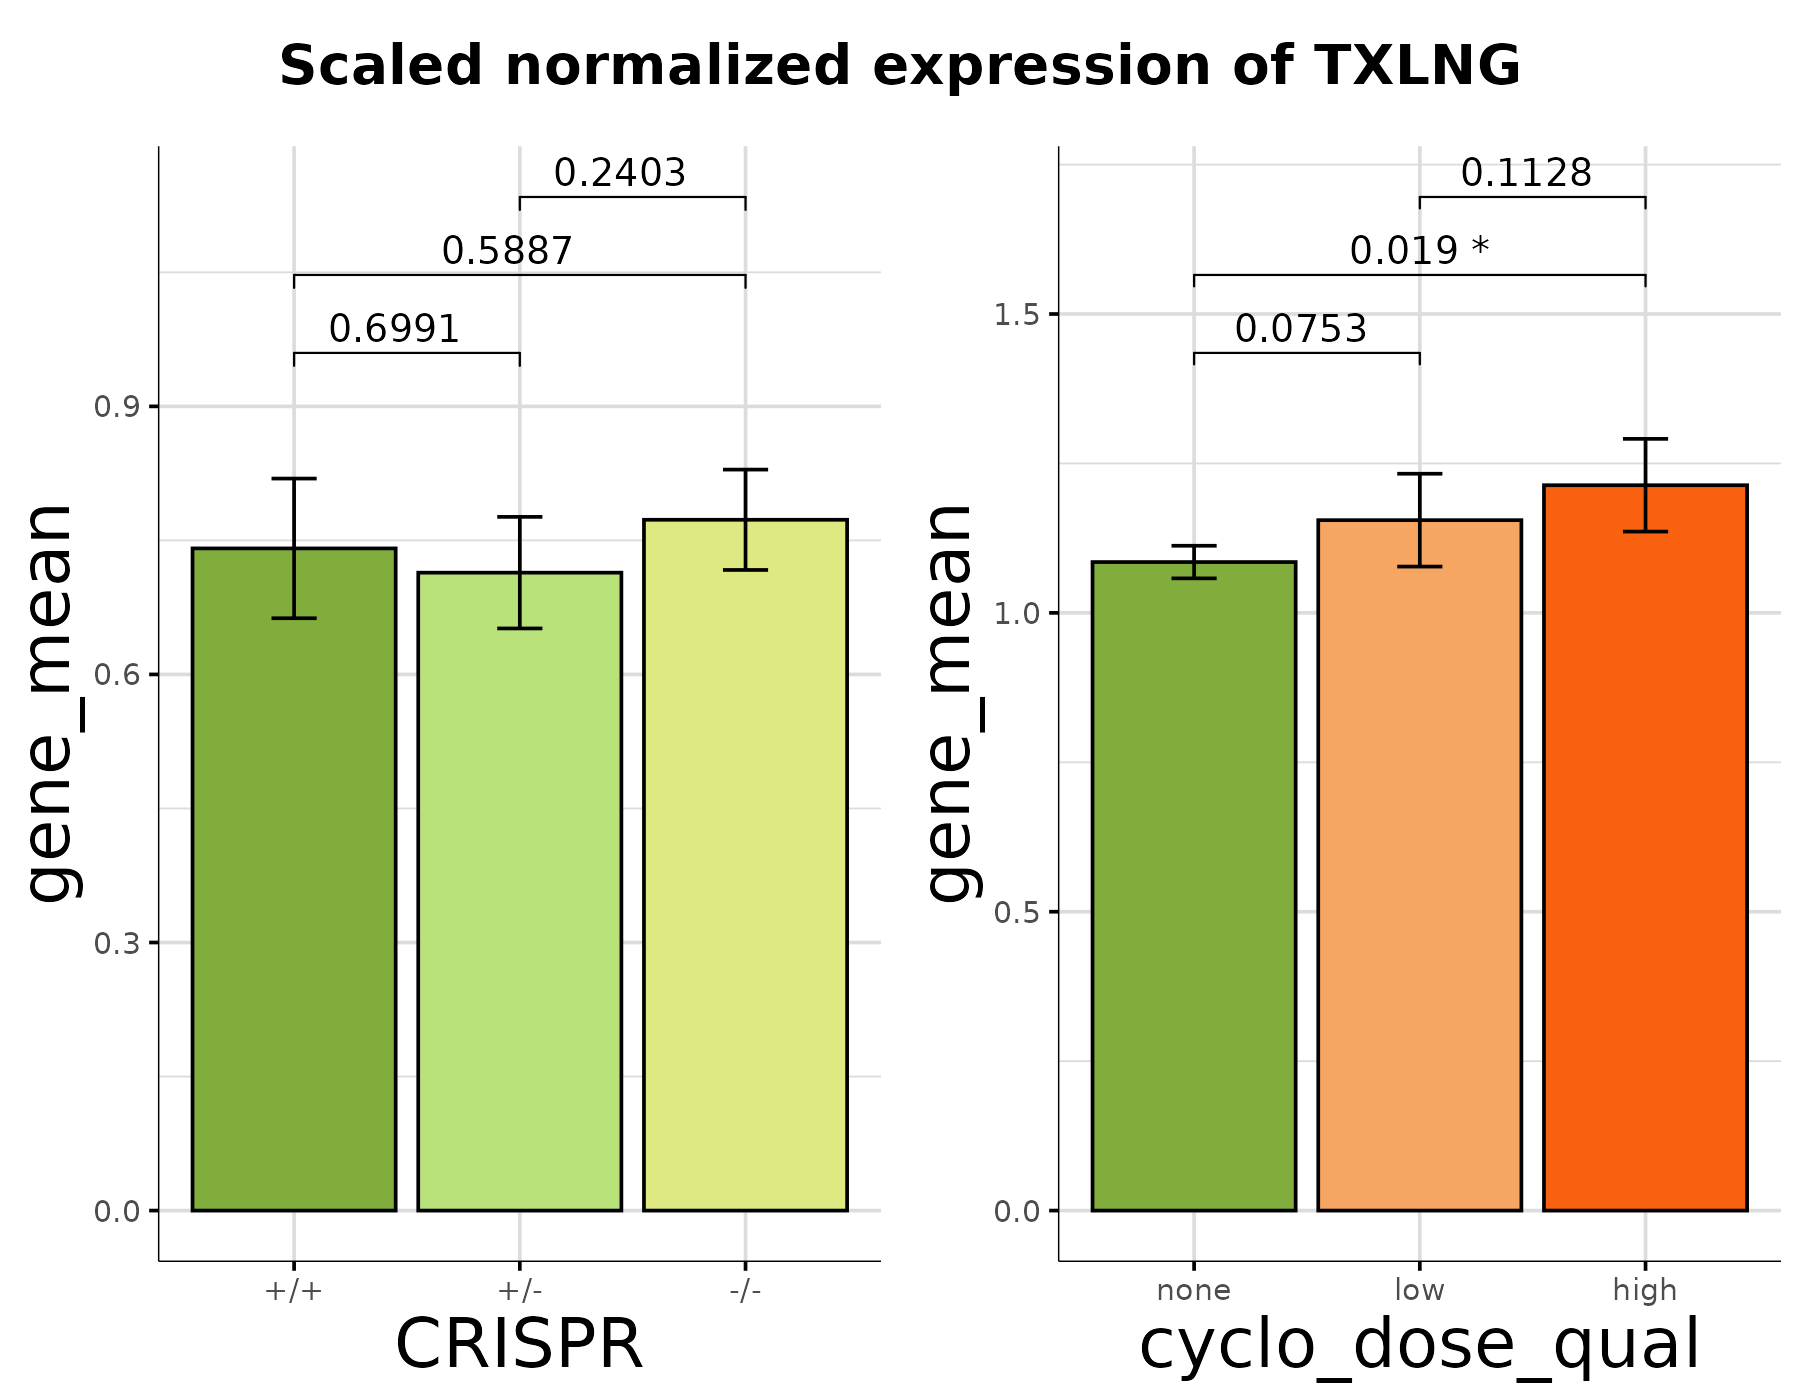 Scaled normalized expression of TXLNG
0.2403
0.5887
0.6991
0.9
0.6
0.3
0.0
gene_mean
+/+ +/- -/-
CRISPR
0.1128
0.019 *
0.0753
1.5
1.0
0.5
0.0
gene_mean
none low high
cyclo_dose_qual